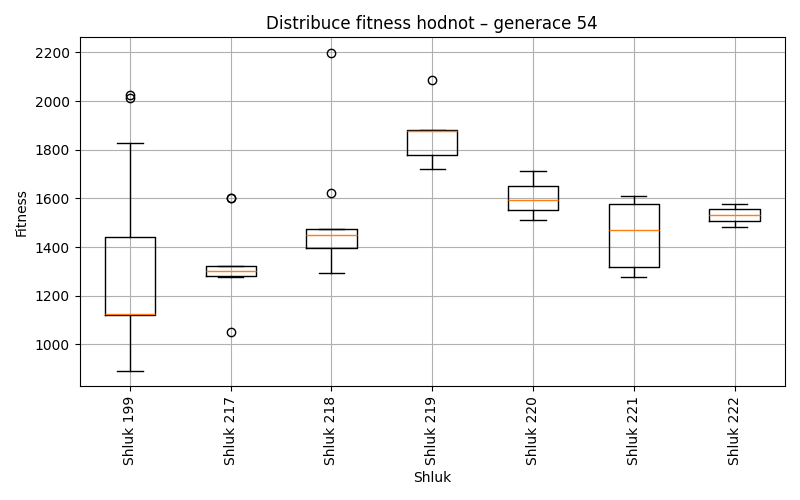 Distribuce fitness hodnot – generace 54
Fitness
2200
2000
1800
1600
1400
1200
1000
Shluk 199
Shluk 217
Shluk 218
Shluk 219
Shluk 220
Shluk 221
Shluk 222
Shluk